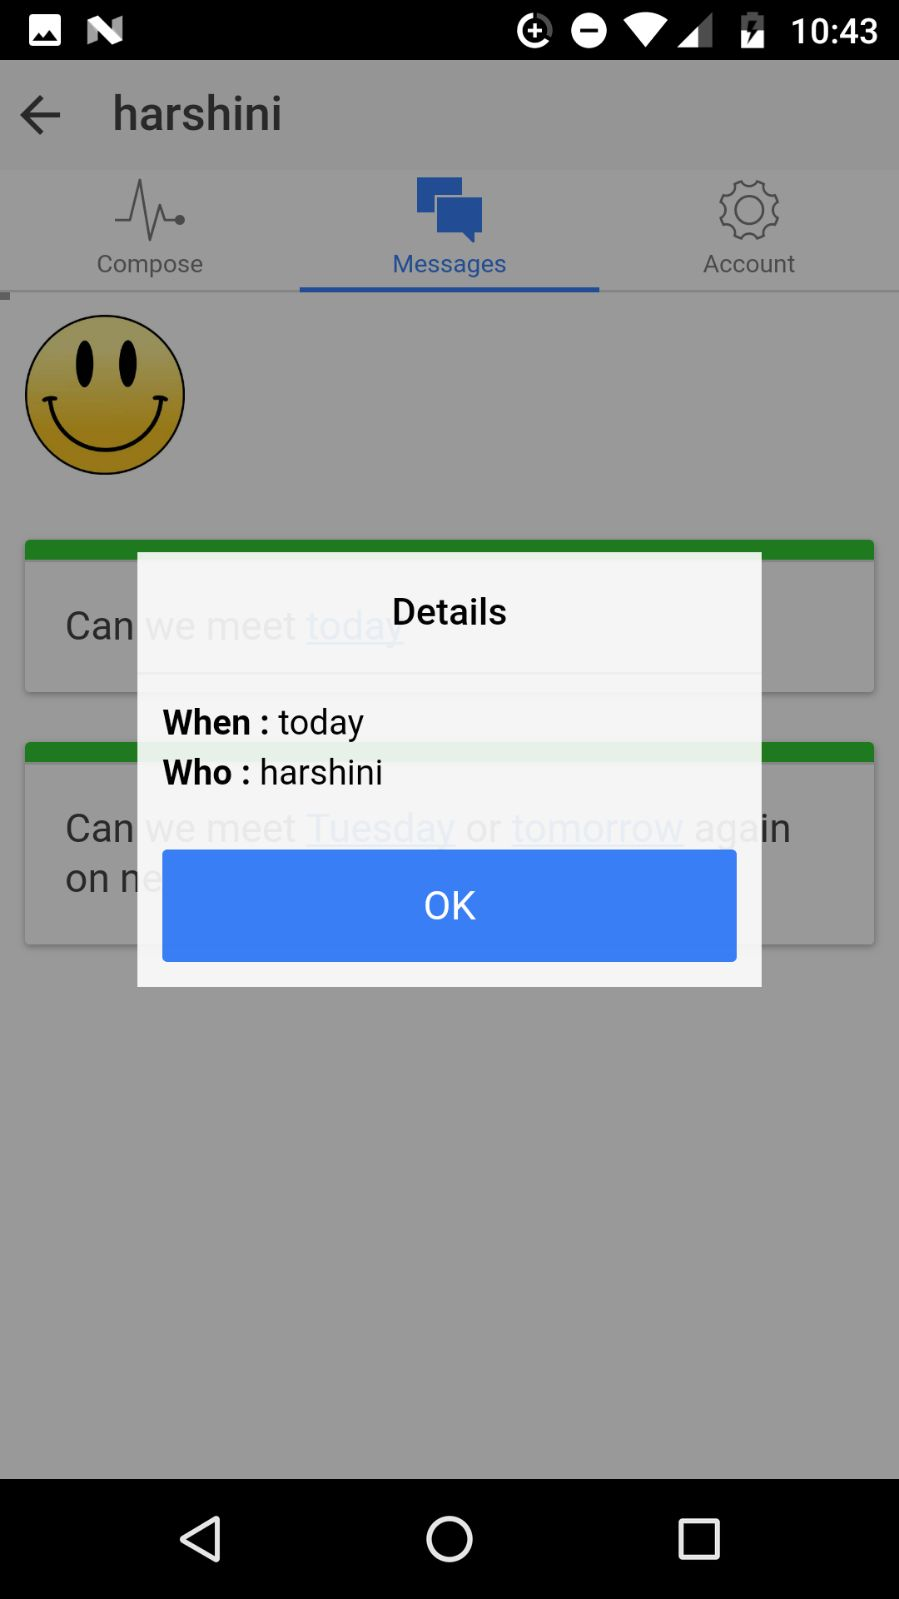 10:43
harshini
Compose Messages Account
Can we meet today
Details
When : today
Who : harshini
Can we meet Tuesday or tomorrow again
on ne
OK